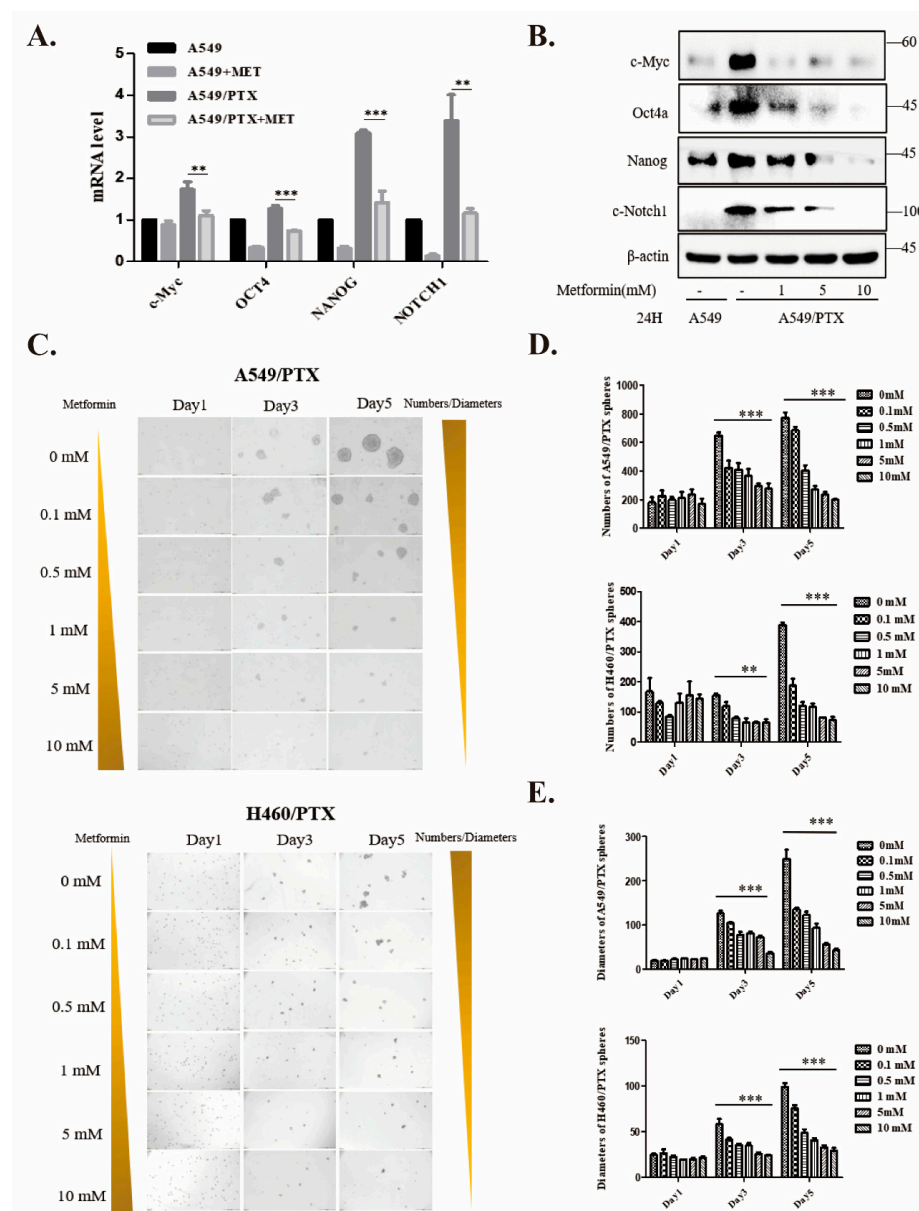 A.
A549
A549+MET
A549/PTX
A549/PTX+MET
mRNA level
5
4
3
2
1
0
**
***
***
**
c-Myc
OCT4
NANOG
NOTCH1
B.
c-Myc
Oct4a
Nanog
c-Notch1
β-actin
60
45
45
100
45
Metformin(mM)
- - 1 5 10
24H A549 A549/PTX
C.
A549/PTX
Metformin Day1 Day3 Day5 Numbers/Diameters
0 mM
0.1 mM
0.5 mM
1 mM
5 mM
10 mM
H460/PTX
Metformin Day1 Day3 Day5 Numbers/Diameters
0 mM
0.1 mM
0.5 mM
1 mM
5 mM
10 mM
D.
Numbers of A549/PTX spheres
1000
800
600
400
200
0
***
***
Day1
Day3
Day5
0mM
0.1mM
0.5mM
1mM
5mM
10mM
Numbers of H460/PTX spheres
500
400
300
200
100
0
**
***
Day1
Day3
Day5
0 mM
0.1 mM
0.5 mM
1 mM
5mM
10 mM
E.
Diameters of A549/PTX spheres
300
200
100
0
***
***
Day1
Day3
Day5
0mM
0.1mM
0.5mM
1mM
5mM
10mM
Diameters of H460/PTX spheres
150
100
50
0
***
***
Day1
Day3
Day5
0 mM
0.1 mM
0.5 mM
1 mM
5mM
10 mM